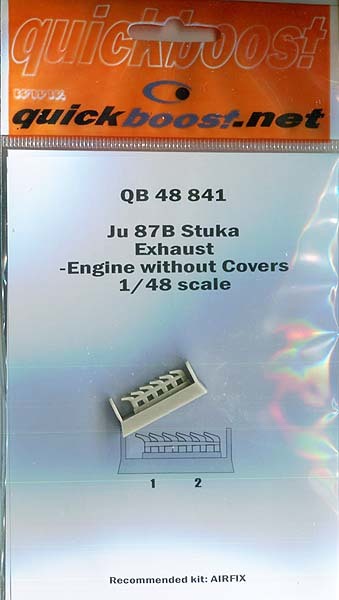 quickboost
www.
quickboost.net
QB 48 841
Ju 87B Stuka
Exhaust
-Engine without Covers
1/48 scale
1 2
Recommended kit: AIRFIX